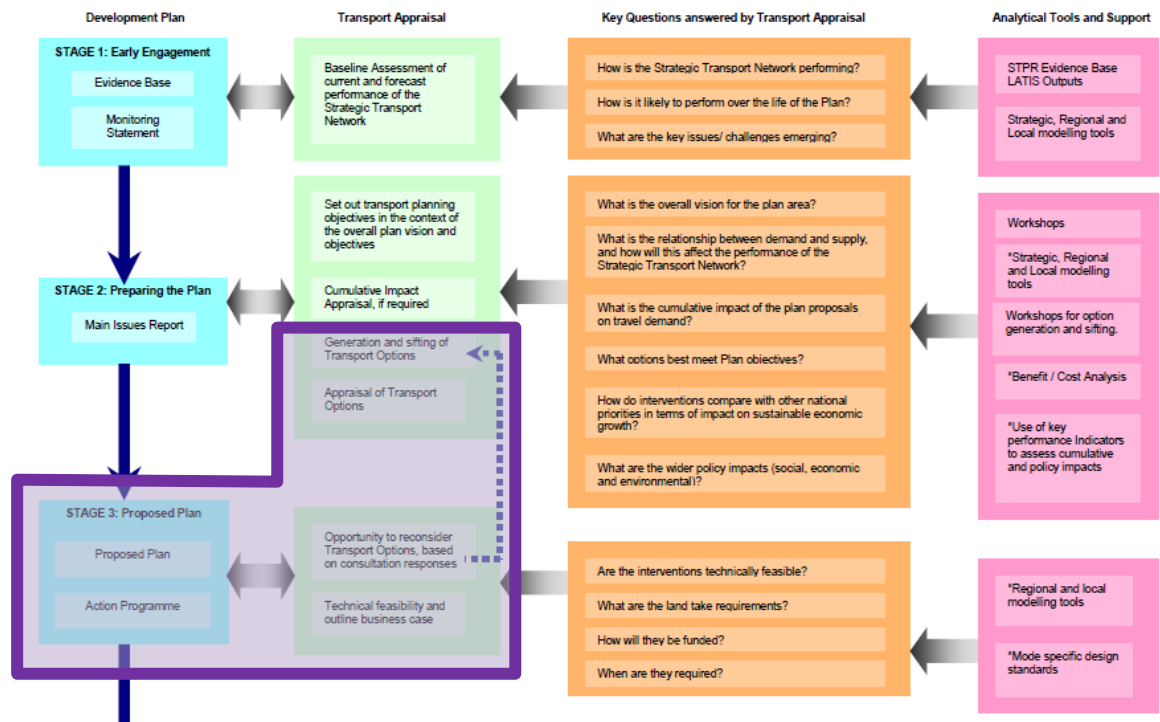 Development Plan
Transport Appraisal
Key Questions answered by Transport Appraisal
Analytical Tools and Support
STAGE 1: Early Engagement
Evidence Base
Monitoring
Statement
Baseline Assessment of
current and forecast
performance of the
Strategic Transport
Network
How is the Strategic Transport Network performing?
How is it likely to perform over the life of the Plan?
What are the key issues/ challenges emerging?
STPR Evidence Base
LATIS Outputs
Strategic, Regional and
Local modelling tools
STAGE 2: Preparing the Plan
Main Issues Report
Set out transport planning
objectives in the context of
the overall plan vision and
objectives
Cumulative Impact
Appraisal, if required
Generation and sifting of
Transport Options
Appraisal of Transport
Options
What is the overall vision for the plan area?
What is the relationship between demand and supply,
and how will this affect the performance of the
Strategic Transport Network?
What is the cumulative impact of the plan proposals
on travel demand?
What options best meet Plan objectives?
How do interventions compare with other national
priorities in terms of impact on sustainable economic
growth?
What are the wider policy impacts (social, economic
and environmental)?
Workshops
*Strategic, Regional
and Local modelling
tools
Workshops for option
generation and sifting.
*Benefit / Cost Analysis
*Use of key
performance Indicators
to assess cumulative
and policy impacts
STAGE 3: Proposed Plan
Proposed Plan
Action Programme
Opportunity to reconsider
Transport Options, based
on consultation responses
Technical feasibility and
outline business case
Are the interventions technically feasible?
What are the land take requirements?
How will they be funded?
When are they required?
*Regional and local
modelling tools
*Mode specific design
standards